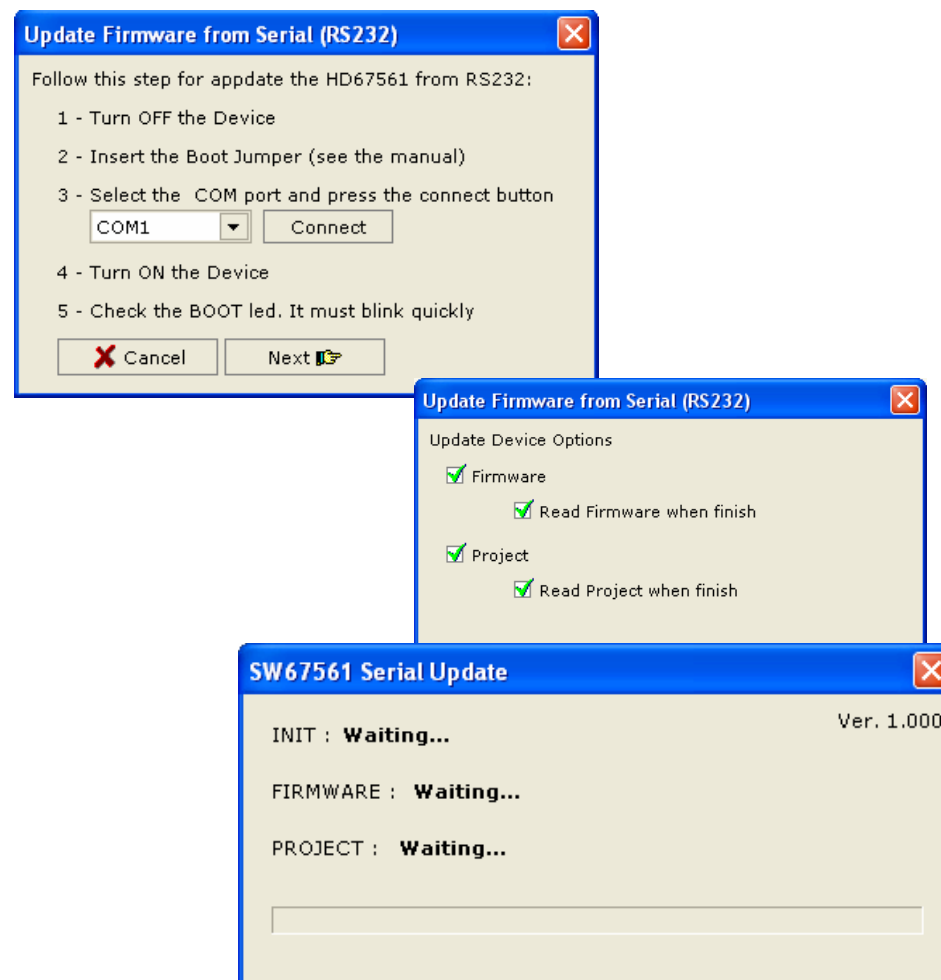 Update Firmware from Serial (RS232)
Follow this step for appdate the HD67561 from RS232:
1 - Turn OFF the Device
2 - Insert the Boot Jumper (see the manual)
3 - Select the COM port and press the connect button
COM1 Connect
4 - Turn ON the Device
5 - Check the BOOT led. It must blink quickly
Cancel Next
Update Firmware from Serial (RS232)
Update Device Options
Firmware
Read Firmware when finish
Project
Read Project when finish
SW67561 Serial Update
Ver. 1.000
INIT : Waiting...
FIRMWARE : Waiting...
PROJECT : Waiting...